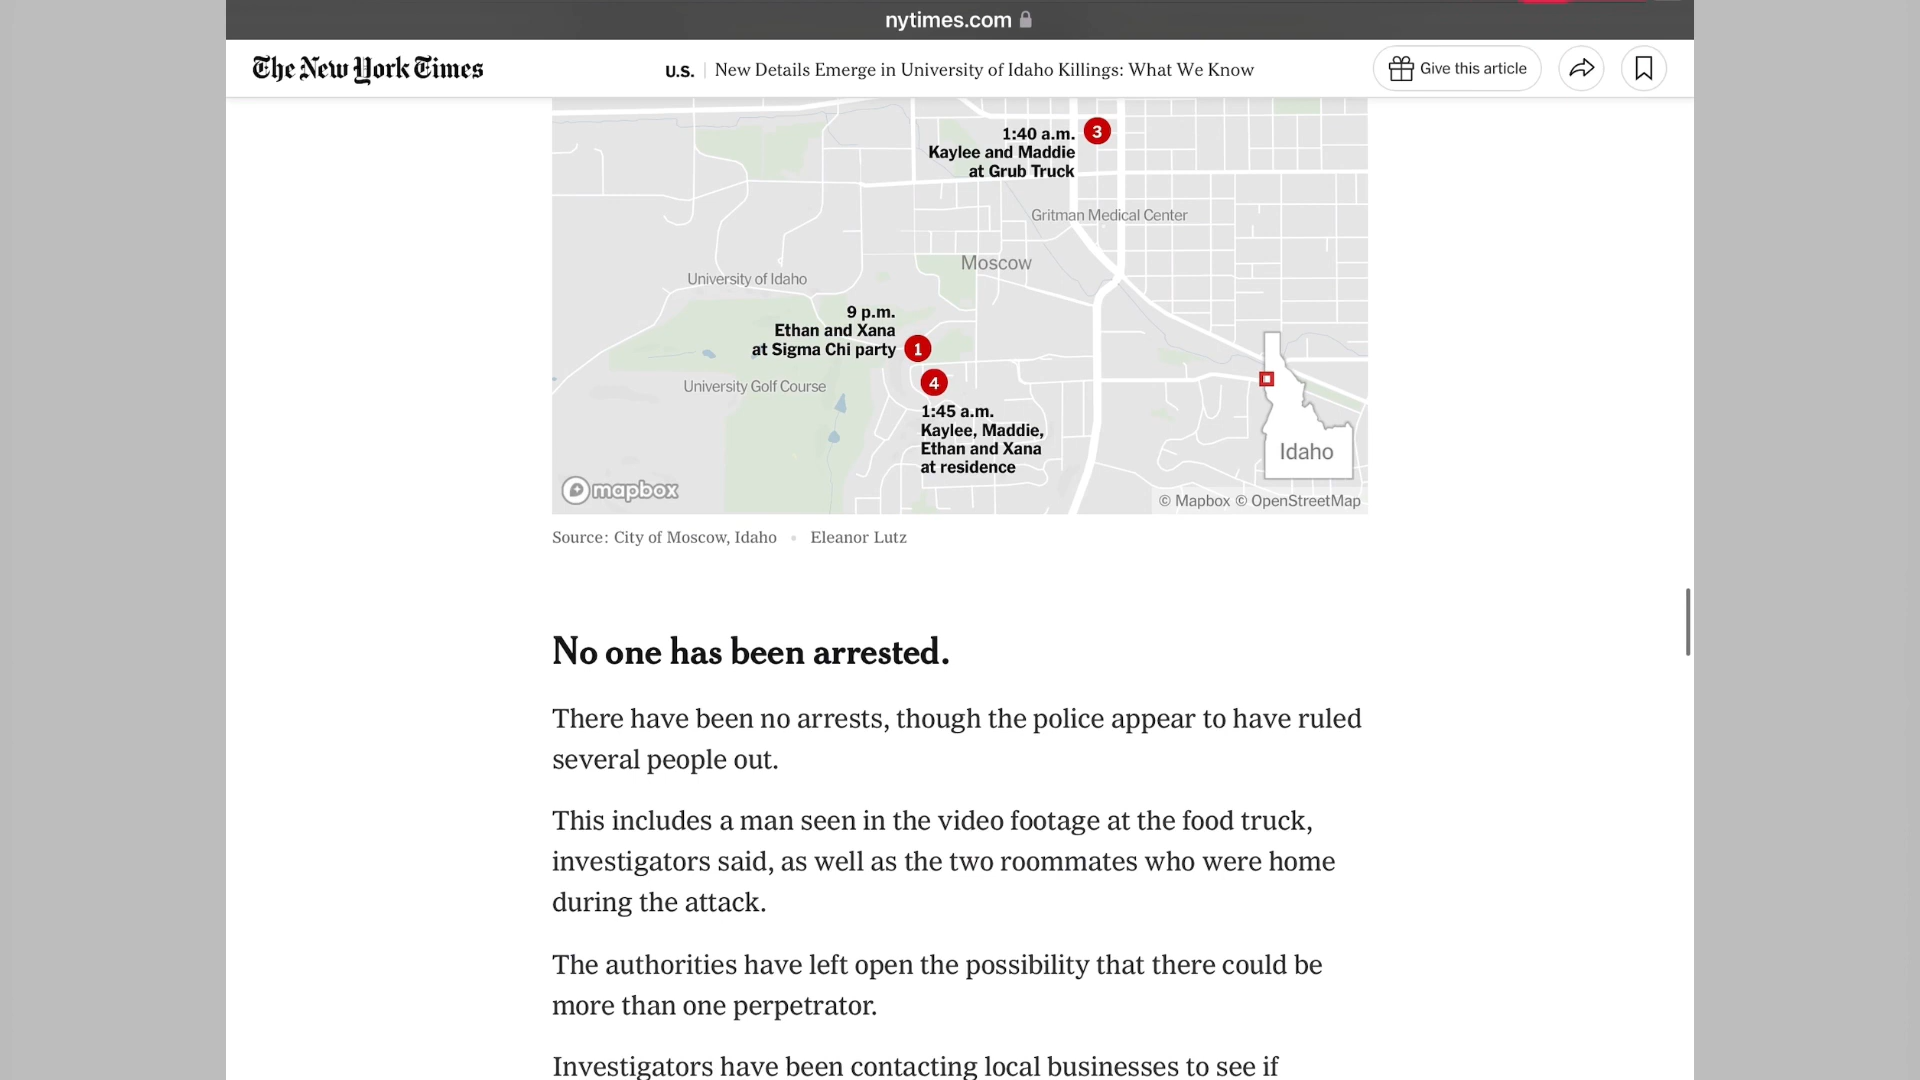 nytimes.com
The New York Times
U.S. New Details Emerge in University of Idaho Killings: What We Know
Give this article
1:40 a.m.
Kaylee and Maddie
at Grub Truck
3
Gritman Medical Center
Moscow
University of Idaho
9 p.m.
Ethan and Xana
at Sigma Chi party
1
University Golf Course
4
1:45 a.m.
Kaylee, Maddie,
Ethan and Xana
at residence
Idaho
mapbox
© Mapbox © OpenStreetMap
Source: City of Moscow, Idaho • Eleanor Lutz
No one has been arrested.
There have been no arrests, though the police appear to have ruled
several people out.
This includes a man seen in the video footage at the food truck,
investigators said, as well as the two roommates who were home
during the attack.
The authorities have left open the possibility that there could be
more than one perpetrator.
Investigators have been contacting local businesses to see if